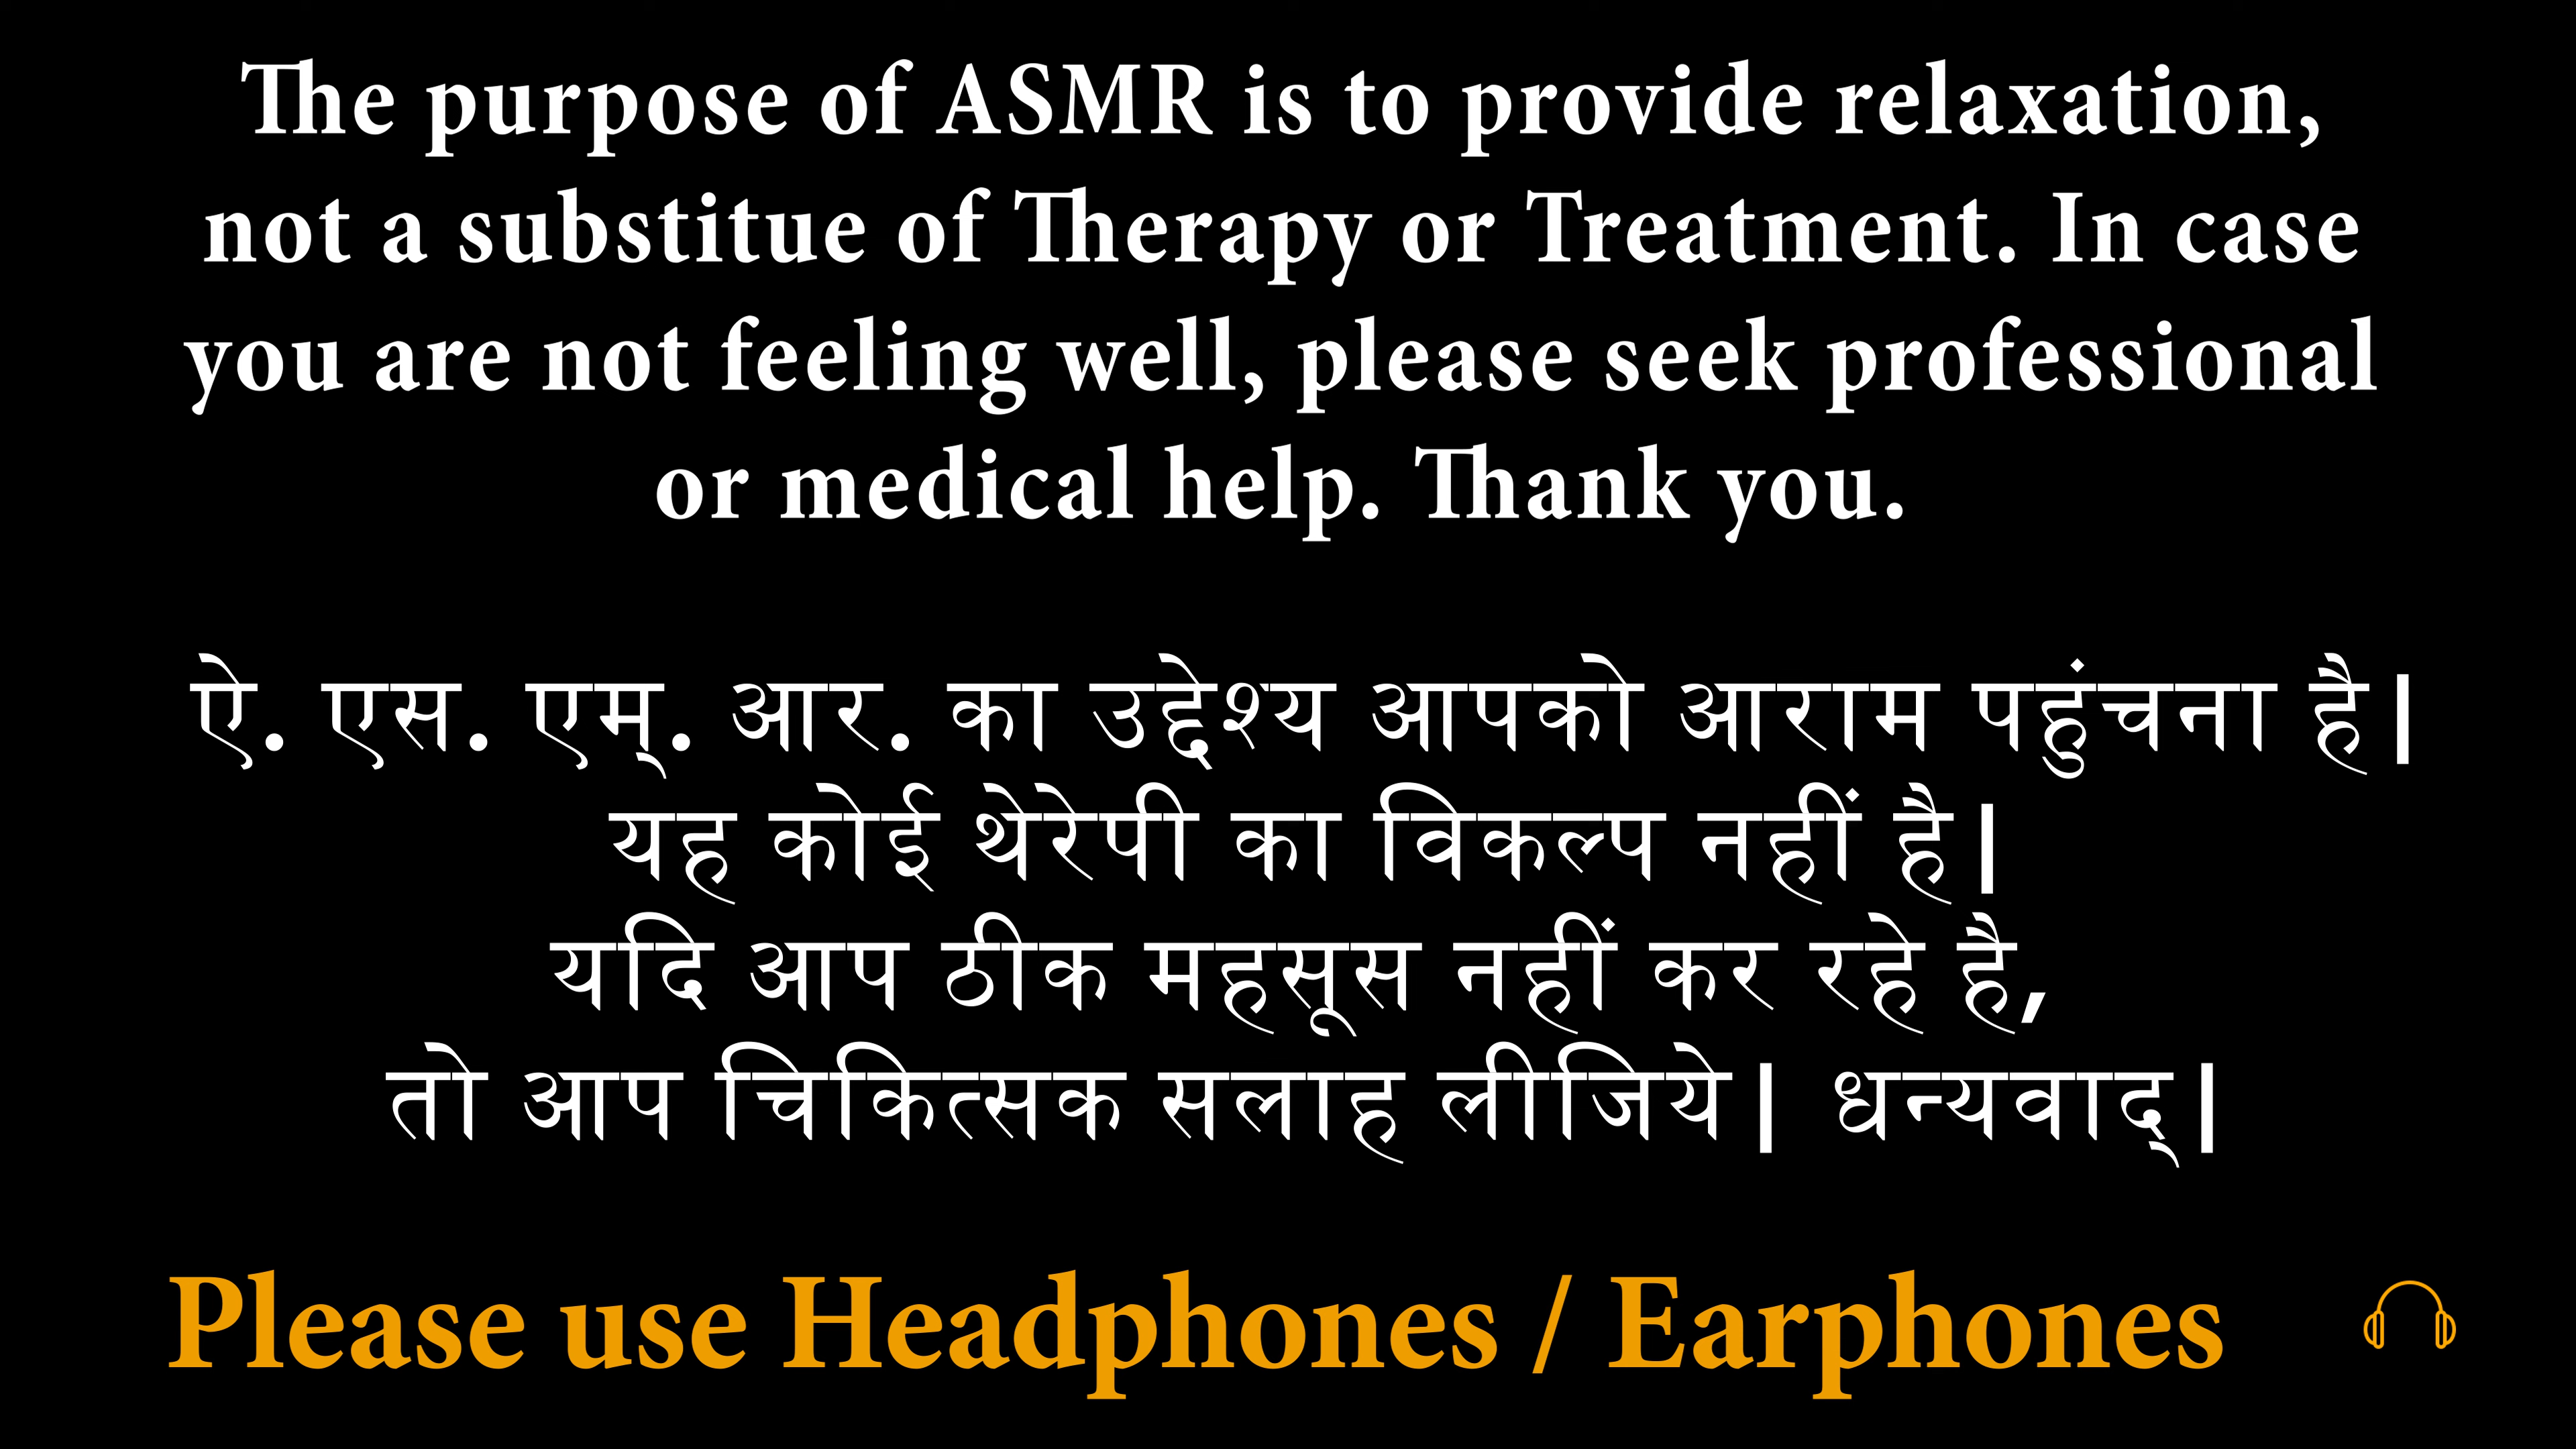 The purpose of ASMR is to provide relaxation,
not a substitue of Therapy or Treatment. In case
you are not feeling well, please seek professional
or medical help. Thank you.
ऐ. एस. एम्. आर. का उद्देश्य आपको आराम पहुंचना है|
यह कोई थेरेपी का विकल्प नहीं है|
यदि आप ठीक महसूस नहीं कर रहे है,
तो आप चिकित्सक सलाह लीजिये| धन्यवाद्|
Please use Headphones / Earphones